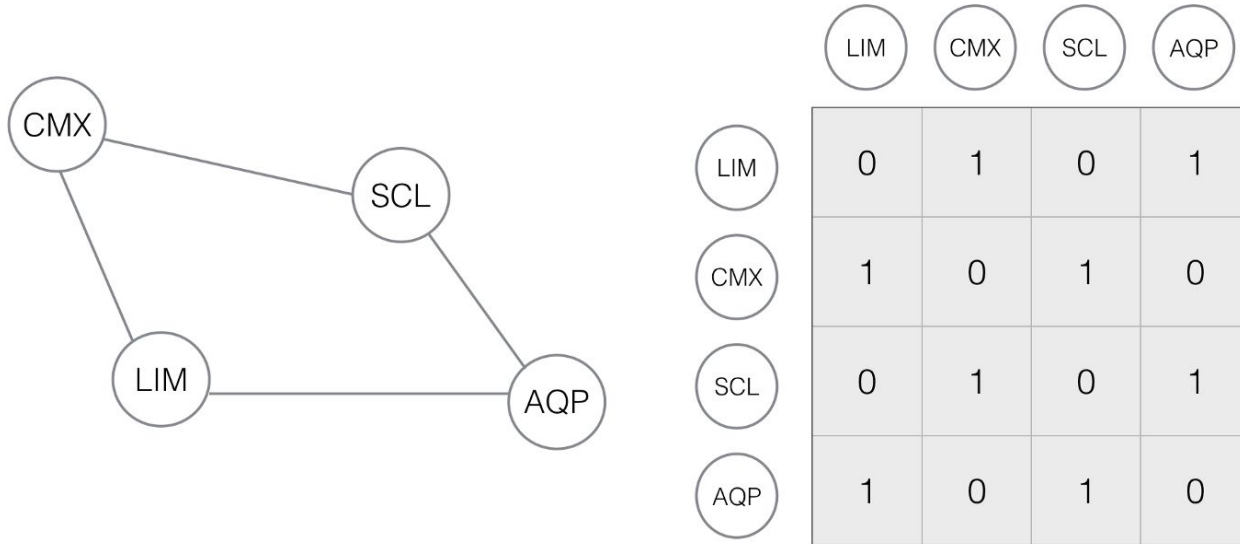 CMX
SCL
LIM
AQP
LIM CMX SCL AQP
LIM 0 1 0 1
CMX 1 0 1 0
SCL 0 1 0 1
AQP 1 0 1 0